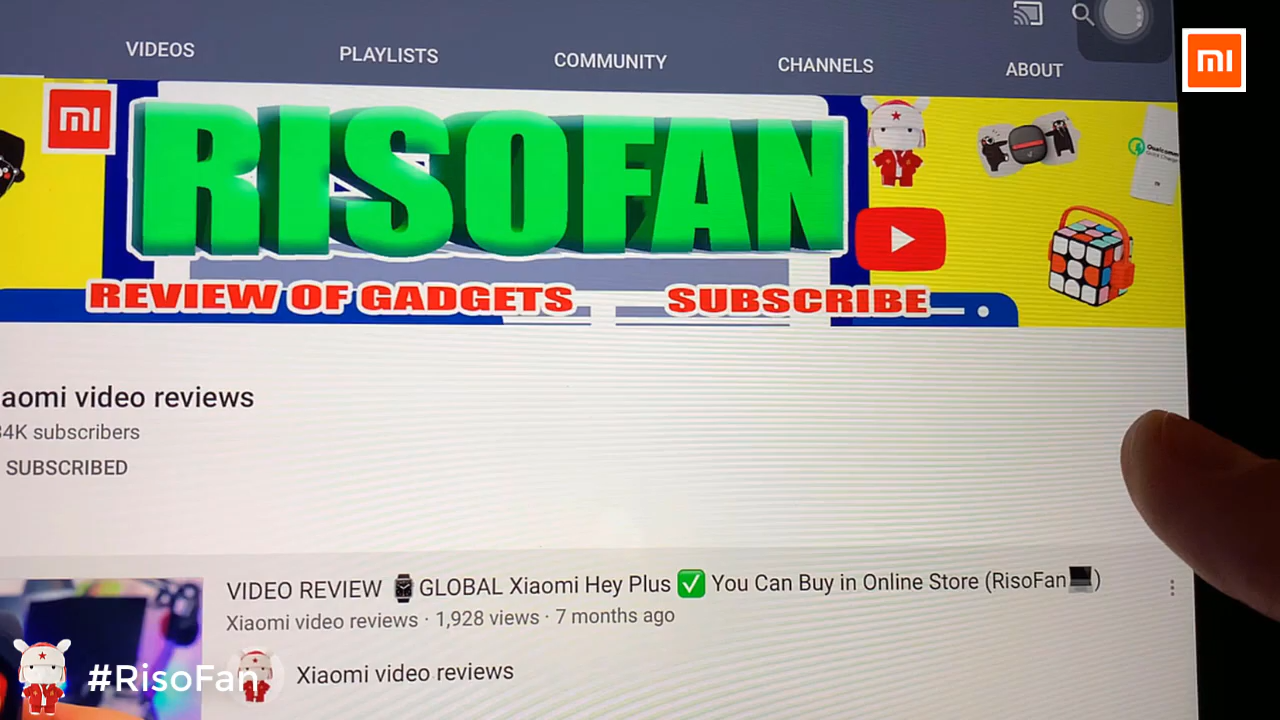 VIDEOS
PLAYLISTS
COMMUNITY
CHANNELS
ABOUT
mi
mi
RISOFAN
Qualcomm
REVIEW OF GADGETS
SUBSCRIBE
aomi video reviews
34K subscribers
SUBSCRIBED
VIDEO REVIEW ⌚ GLOBAL Xiaomi Hey Plus ✅ You Can Buy in Online Store (RisoFan💻)
Xiaomi video reviews · 1,928 views · 7 months ago
Xiaomi video reviews
#RisoFan